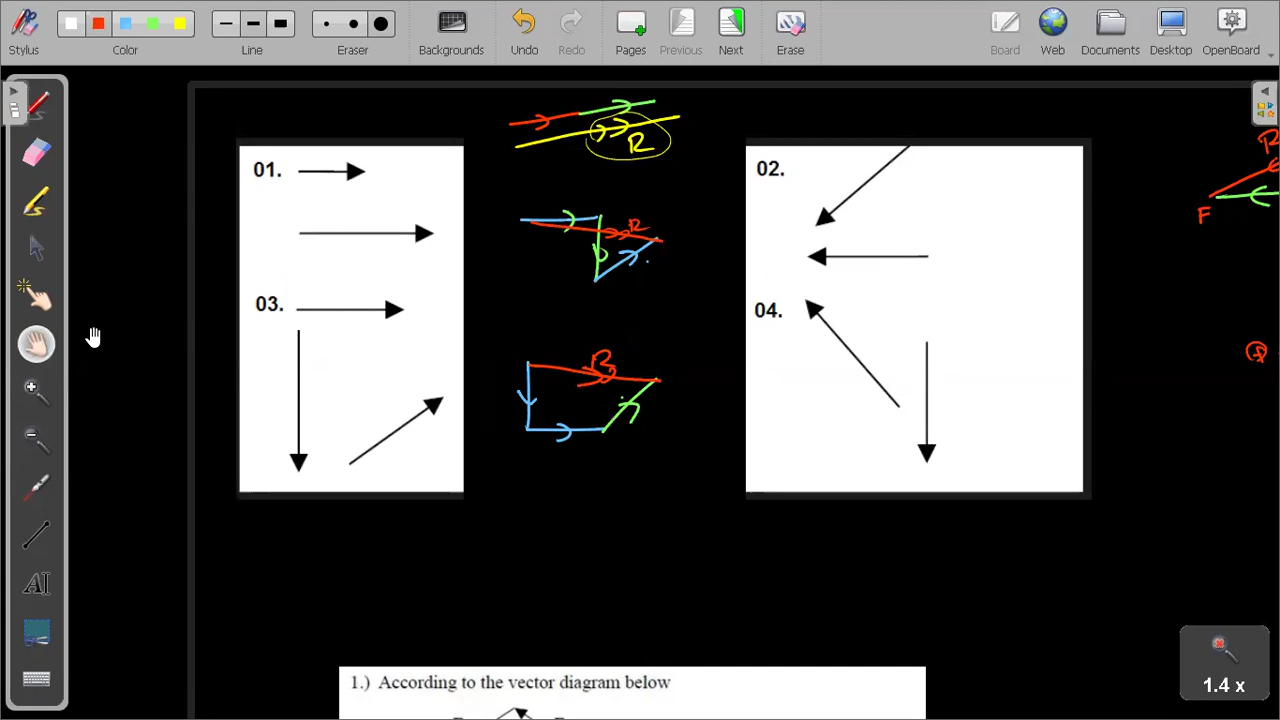 Stylus
Color
Line
Eraser
Backgrounds
Undo
Redo
Pages
Previous
Next
Erase
Board
Web
Documents
Desktop
OpenBoard
01.
02.
03.
04.
R
R
R
R
F
AI
1.4 x
1.) According to the vector diagram below